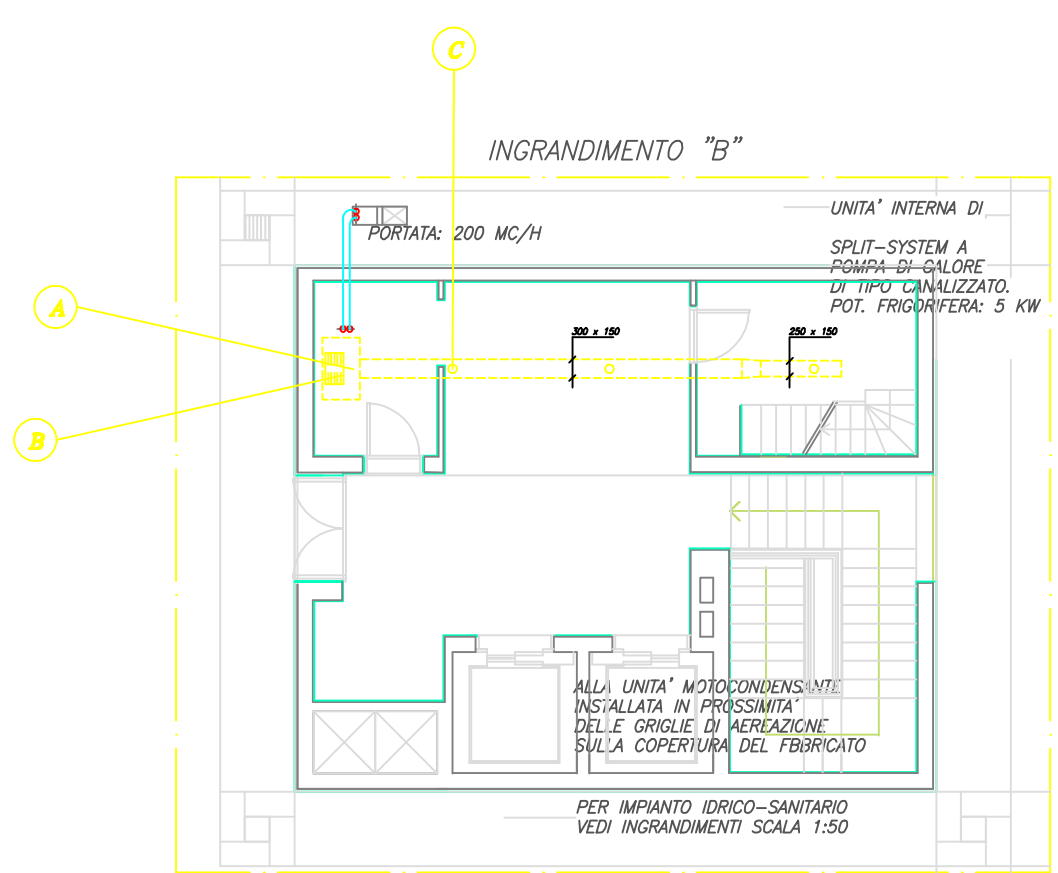 C
INGRANDIMENTO "B"
UNITA' INTERNA DI
PORTATA: 200 MC/H
SPLIT-SYSTEM A
POMPA DI CALORE
DI TIPO CANALIZZATO.
POT. FRIGORIFERA: 5 KW
A
300 x 150
250 x 150
B
ALLA UNITA' MOTOCONDENSANTE
INSTALLATA IN PROSSIMITA'
DELLE GRIGLIE DI AEREAZIONE
SULLA COPERTURA DEL FBBRICATO
PER IMPIANTO IDRICO-SANITARIO
VEDI INGRANDIMENTI SCALA 1:50